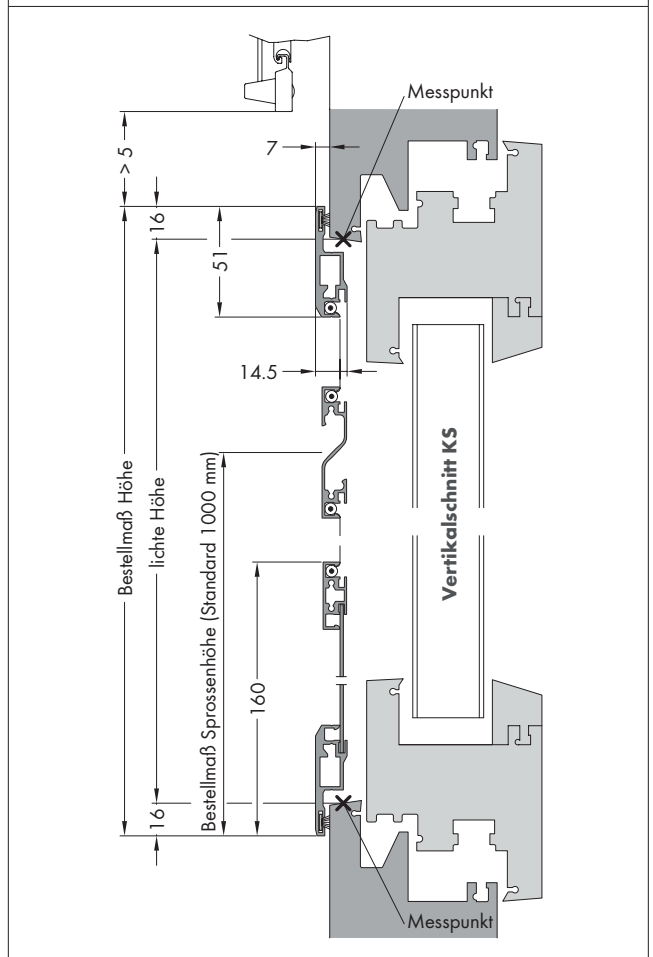 Messpunkt
7
> 5
16
51
14.5
Bestellmaß Höhe
lichte Höhe
Bestellmaß Sprossenhöhe (Standard 1000 mm)
Vertikalschnitt KS
160
16
Messpunkt